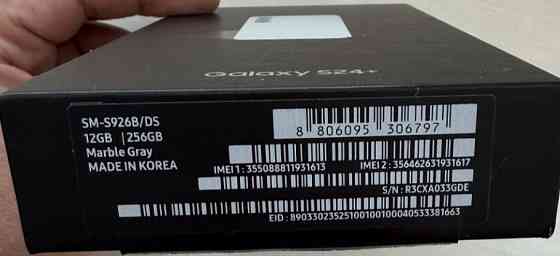 Galaxy S24+
SM-S926B/DS
12GB | 256GB
Marble Gray
MADE IN KOREA
8 806095 306797
IMEI 1 : 355088811931613
IMEI 2 : 356462631931617
S/N : R3CXA033GDE
EID : 89033023525100100100040533381663